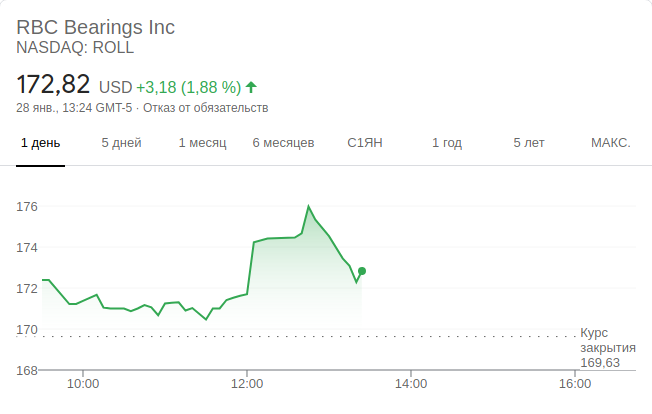 RBC Bearings Inc
NASDAQ: ROLL
172,82 USD +3,18 (1,88 %)
28 янв., 13:24 GMT-5 · Отказ от обязательств
1 день 5 дней 1 месяц 6 месяцев С1ЯН 1 год 5 лет МАКС.
176
174
172
170
Курс
закрытия
169,63
168
10:00 12:00 14:00 16:00